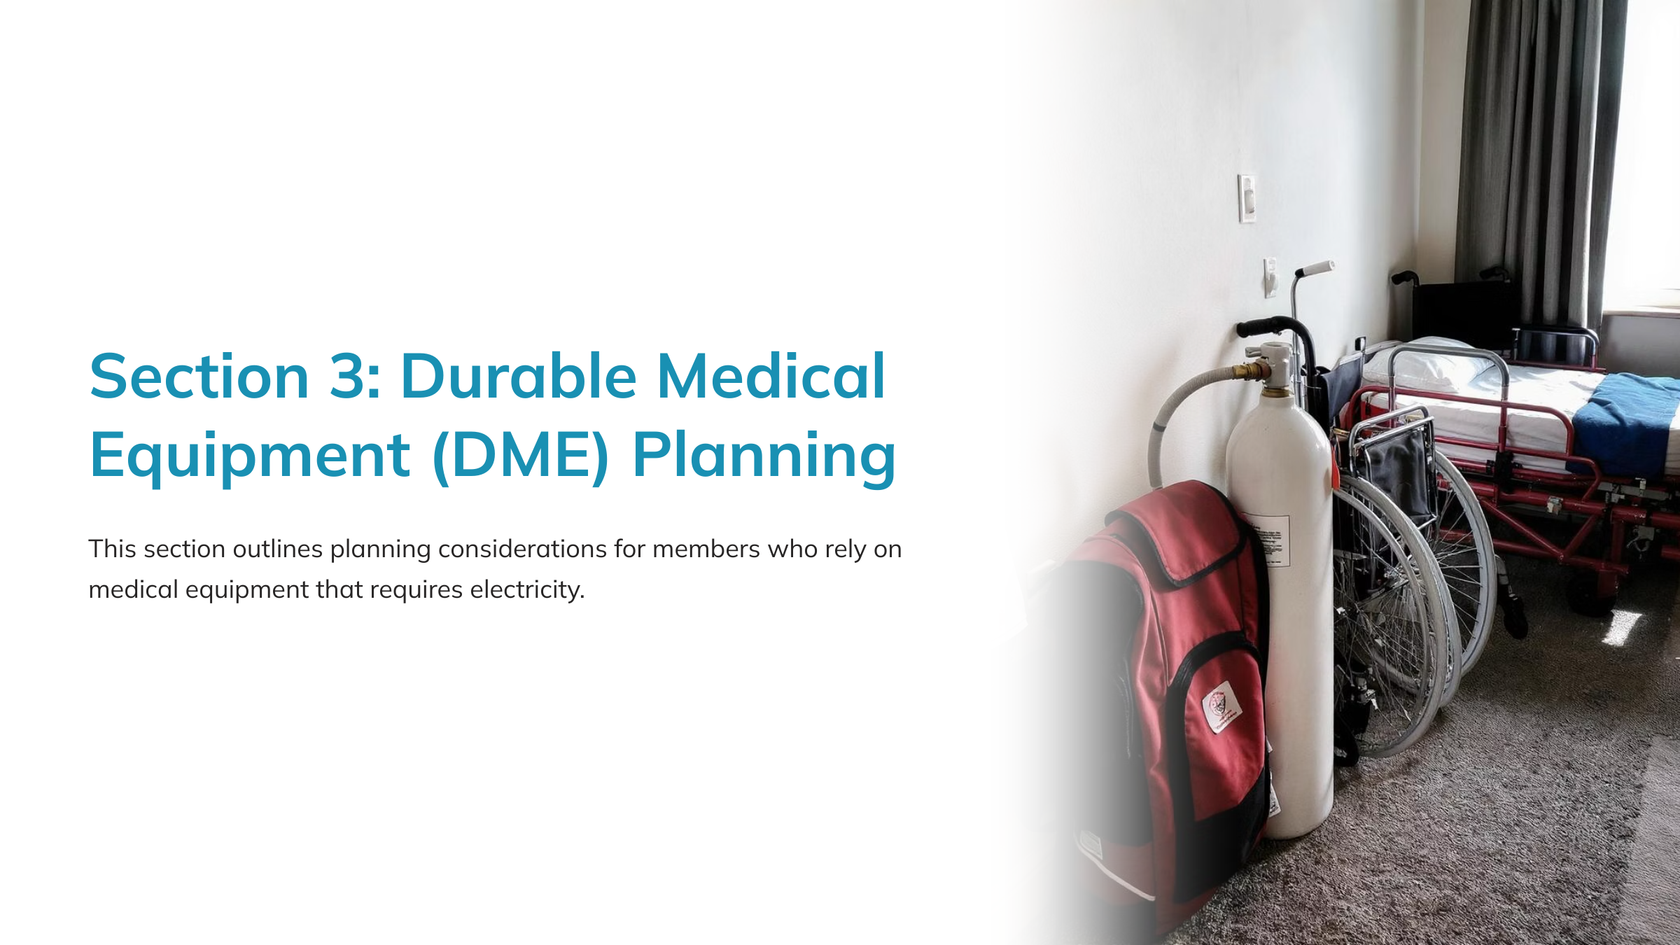 Section 3: Durable Medical
Equipment (DME) Planning
This section outlines planning considerations for members who rely on
medical equipment that requires electricity.